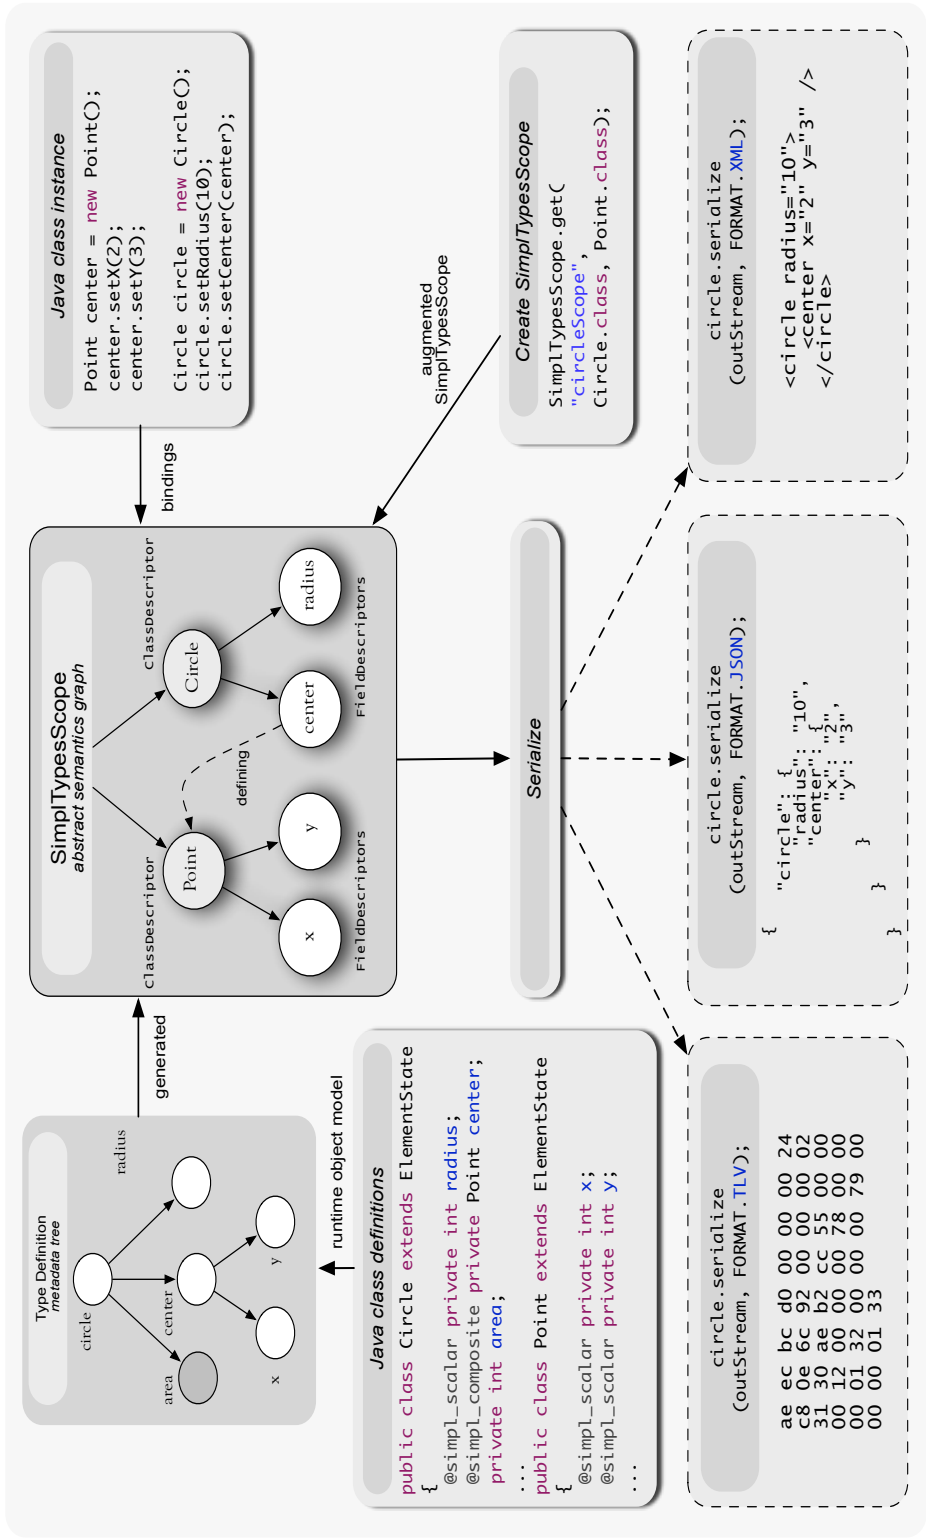 Type Definition
metadata tree
circle
area
center
radius
x
y
generated
SimplTypesScope
abstract semantics graph
ClassDescriptor
ClassDescriptor
Point
Circle
defining
x
y
center
radius
FieldDescriptors
FieldDescriptors
bindings
Java class instance
Point center = new Point();
center.setX(2);
center.setY(3);
Circle circle = new Circle();
circle.setRadius(10);
circle.setCenter(center);
runtime object model
Java class definitions
public class Circle extends ElementState
{
@simpl_scalar private int radius;
@simpl_composite private Point center;
private int area;
...
public class Point extends ElementState
{
@simpl_scalar private int x;
@simpl_scalar private int y;
...
augmented
SimplTypesScope
Create SimplTypesScope
SimplTypesScope.get(
"circleScope",
Circle.class, Point.class);
Serialize
circle.serialize
(outStream, FORMAT.TLV);
ae ec bc d0 00 00 00 24
c8 0e 6c 92 00 00 00 02
31 30 ae b2 cc 55 00 00
00 12 00 00 00 78 00 00
00 01 32 00 00 00 79 00
00 00 01 33
circle.serialize
(outStream, FORMAT.JSON);
{
"circle": {
"radius": "10",
"center": {
"x": "2",
"y": "3"
}
}
}
circle.serialize
(outStream, FORMAT.XML);
<circle radius="10">
<center x="2" y="3" />
</circle>